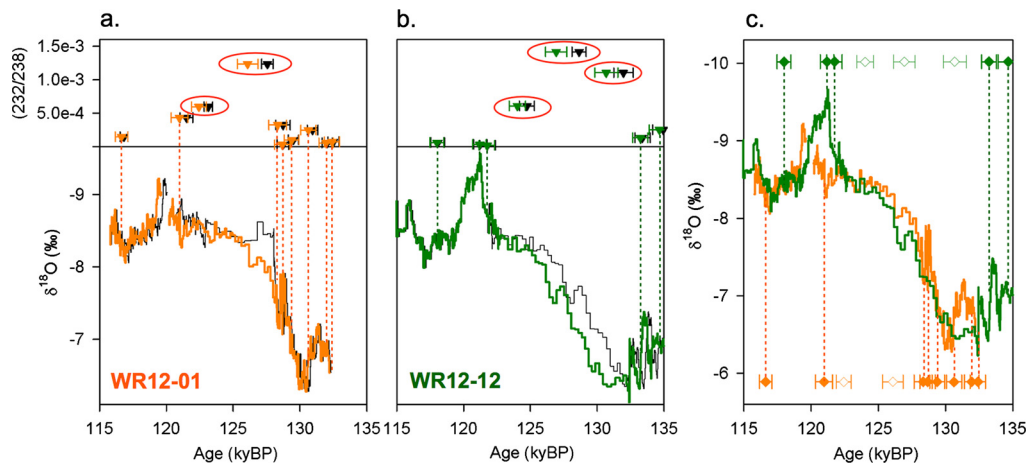 a.
b.
c.
(232/238)
1.5e-3
1.0e-3
5.0e-4
-9
-8
-7
δ18O (‰)
WR12-01
115 120 125 130 135
Age (kyBP)
WR12-12
115 120 125 130 135
Age (kyBP)
-10
-9
-8
-7
-6
δ18O (‰)
115 120 125 130 135
Age (kyBP)